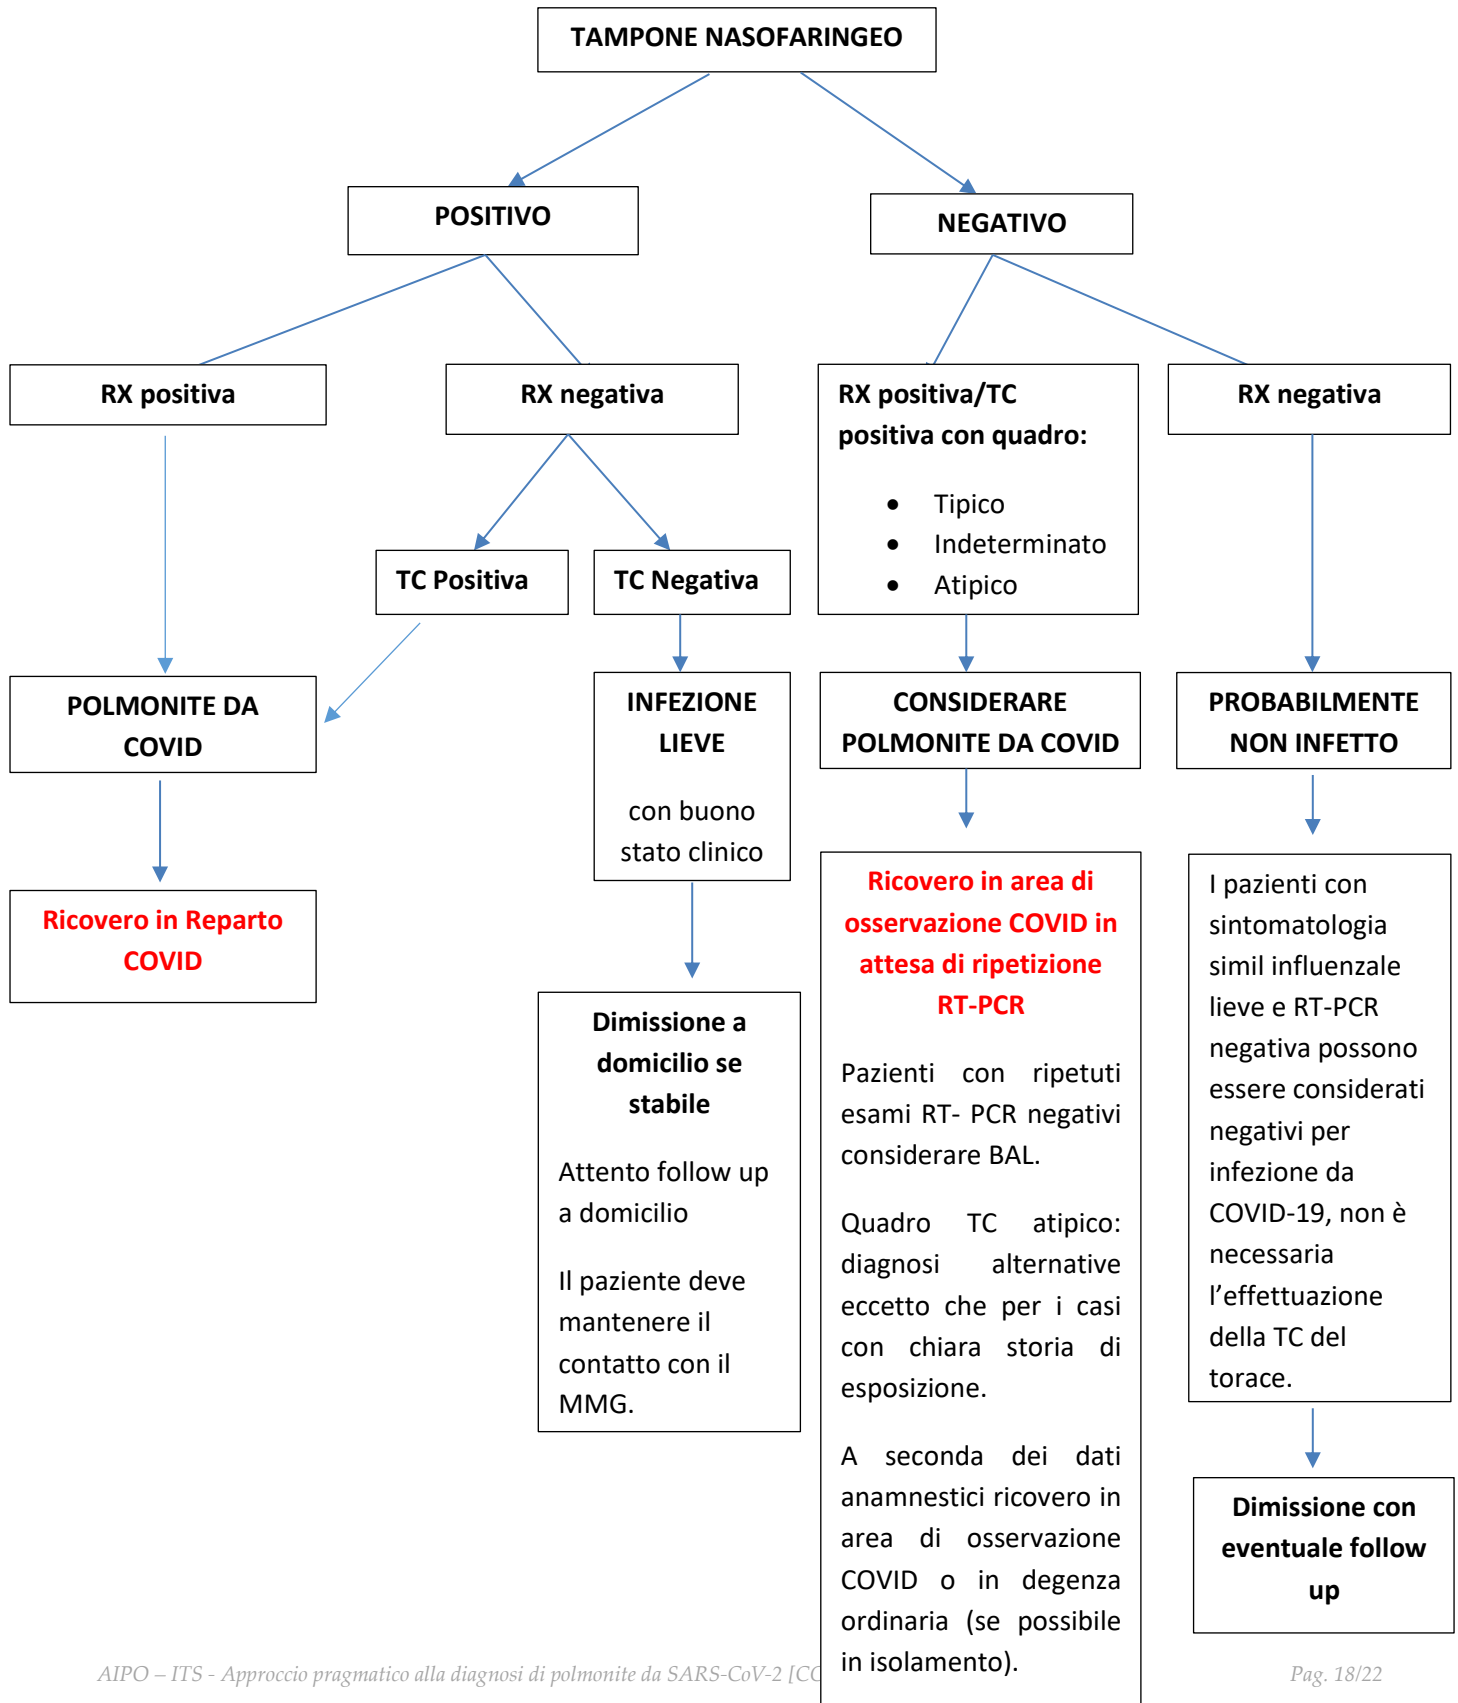 TAMPONE NASOFARINGEO
POSITIVO
NEGATIVO
RX positiva
RX negativa
RX positiva/TC
positiva con quadro:
• Tipico
• Indeterminato
• Atipico
RX negativa
TC Positiva
TC Negativa
POLMONITE DA
COVID
INFEZIONE
LIEVE
con buono
stato clinico
CONSIDERARE
POLMONITE DA COVID
PROBABILMENTE
NON INFETTO
Ricovero in Reparto
COVID
Dimissione a
domicilio se
stabile
Attento follow up
a domicilio
Il paziente deve
mantenere il
contatto con il
MMG.
Ricovero in area di
osservazione COVID in
attesa di ripetizione
RT-PCR
Pazienti con ripetuti
esami RT- PCR negativi
considerare BAL.
Quadro TC atipico:
diagnosi alternative
eccetto che per i casi
con chiara storia di
esposizione.
A seconda dei dati
anamnestici ricovero in
area di osservazione
COVID o in degenza
ordinaria (se possibile
in isolamento).
I pazienti con
sintomatologia
simil influenzale
lieve e RT-PCR
negativa possono
essere considerati
negativi per
infezione da
COVID-19, non è
necessaria
l’effettuazione
della TC del
torace.
Dimissione con
eventuale follow
up
AIPO – ITS - Approccio pragmatico alla diagnosi di polmonite da SARS-CoV-2 [CO
Pag. 18/22